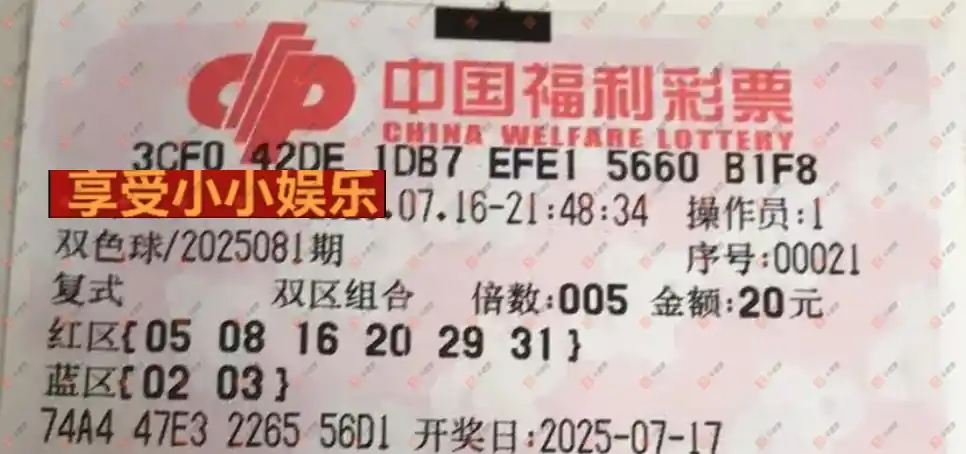 中国福利彩票
CHINA WELFARE LOTTERY
3CF0 42DE 1DB7 EFE1 5660 B1F8
享受小小娱乐 .07.16-21:48:34 操作员:1
双色球/2025081期 序号:00021
复式 双区组合 倍数:005 金额:20元
红区{05 08 16 20 29 31}
蓝区{02 03}
74A4 47E3 2265 56D1 开奖日:2025-07-17